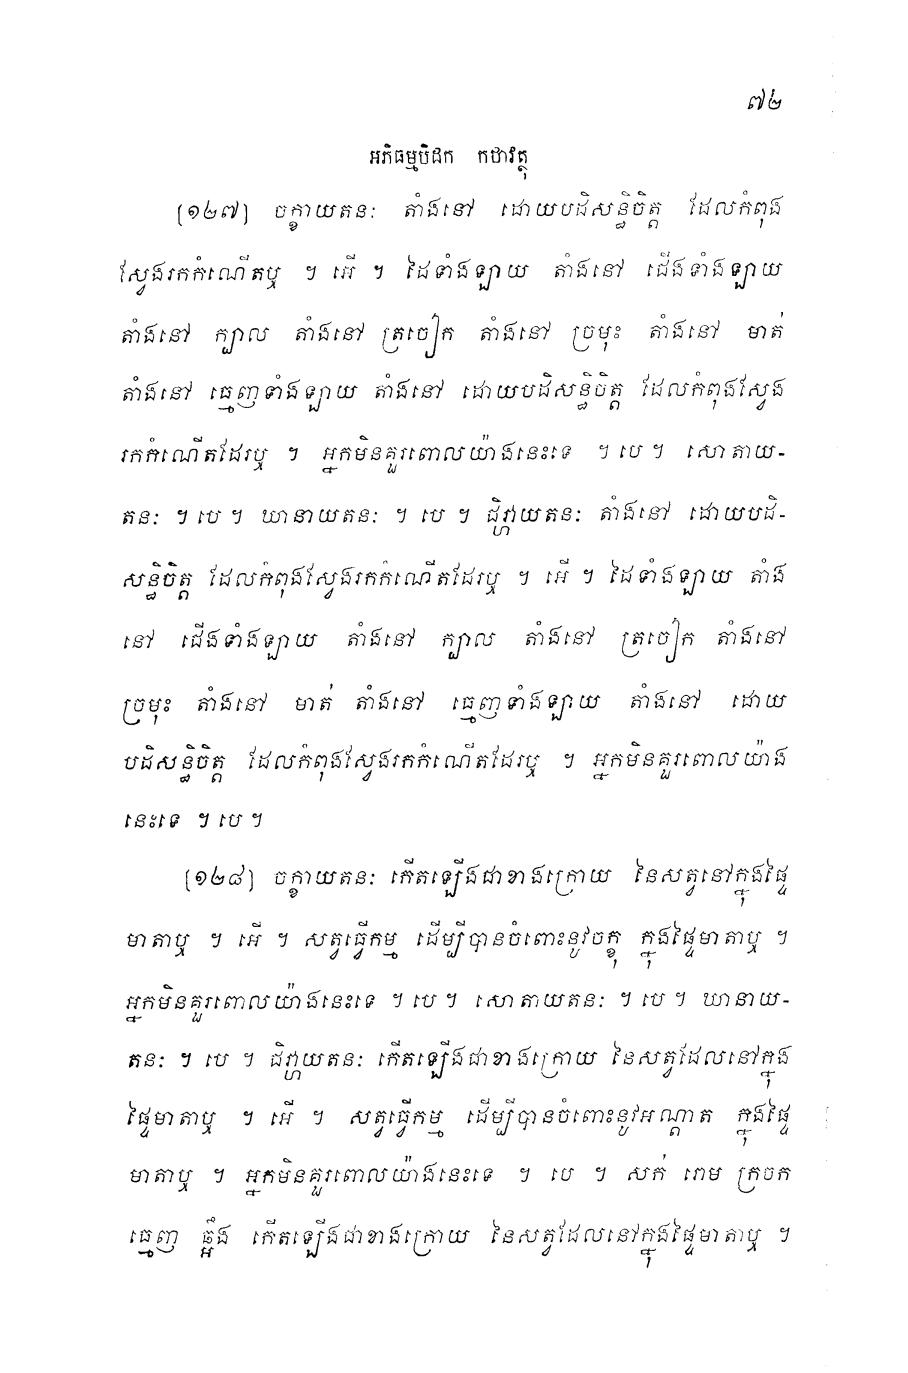 ៧២
អភិធម្មបិដក កថាវត្ថុ
(១២៧) ចក្ខាយតនៈ តាំងនៅ ដោយបដិសន្ធិចិត្ត ដែលកំពុង
ស្វែងរកកំណើតឬ ។ អើ ។ ដៃទាំងឡាយ តាំងនៅ ជើងទាំងឡាយ
តាំងនៅ ក្បាល តាំងនៅ ត្រចៀក តាំងនៅ ច្រមុះ តាំងនៅ មាត់
តាំងនៅ ធ្មេញទាំងឡាយ តាំងនៅ ដោយបដិសន្ធិចិត្ត ដែលកំពុងស្វែង
រកកំណើតដែរឬ ។ អ្នកមិនគួរពោលយ៉ាងនេះទេ ។ បេ ។ សោតាយ-
តនៈ ។ បេ ។ ឃានាយតនៈ ។ បេ ។ ជិវ្ហាយតនៈ តាំងនៅ ដោយបដិ-
សន្ធិចិត្ត ដែលកំពុងស្វែងរកកំណើតដែរឬ ។ អើ ។ ដៃទាំងឡាយ តាំង
នៅ ជើងទាំងឡាយ តាំងនៅ ក្បាល តាំងនៅ ត្រចៀក តាំងនៅ
ច្រមុះ តាំងនៅ មាត់ តាំងនៅ ធ្មេញទាំងឡាយ តាំងនៅ ដោយ
បដិសន្ធិចិត្ត ដែលកំពុងស្វែងរកកំណើតដែរឬ ។ អ្នកមិនគួរពោលយ៉ាង
នេះទេ ។ បេ ។
(១២៨) ចក្ខាយតនៈ កើតឡើងជាខាងក្រោយ នៃសត្វនៅក្នុងផ្ទៃ
មាតាឬ ។ អើ ។ សត្វធ្វើកម្ម ដើម្បីបានចំពោះនូវចក្ខុ ក្នុងផ្ទៃមាតាឬ ។
អ្នកមិនគួរពោលយ៉ាងនេះទេ ។ បេ ។ សោតាយតនៈ ។ បេ ។ ឃានាយ-
តនៈ ។ បេ ។ ជិវ្ហាយតនៈ កើតឡើងជាខាងក្រោយ នៃសត្វដែលនៅក្នុង
ផ្ទៃមាតាឬ ។ អើ ។ សត្វធ្វើកម្ម ដើម្បីបានចំពោះនូវអណ្តាត ក្នុងផ្ទៃ
មាតាឬ ។ អ្នកមិនគួរពោលយ៉ាងនេះទេ ។ បេ ។ សក់ រោម ក្រចក
ធ្មេញ ឆ្អឹង កើតឡើងជាខាងក្រោយ នៃសត្វដែលនៅក្នុងផ្ទៃមាតាឬ ។